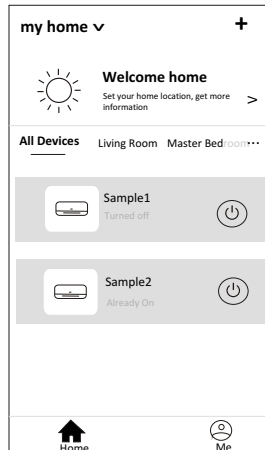 my home
Welcome home
Set your home location, get more
information
All Devices Living Room Master Bedroom
Sample1
Turned off
Sample2
Already On
Home Me